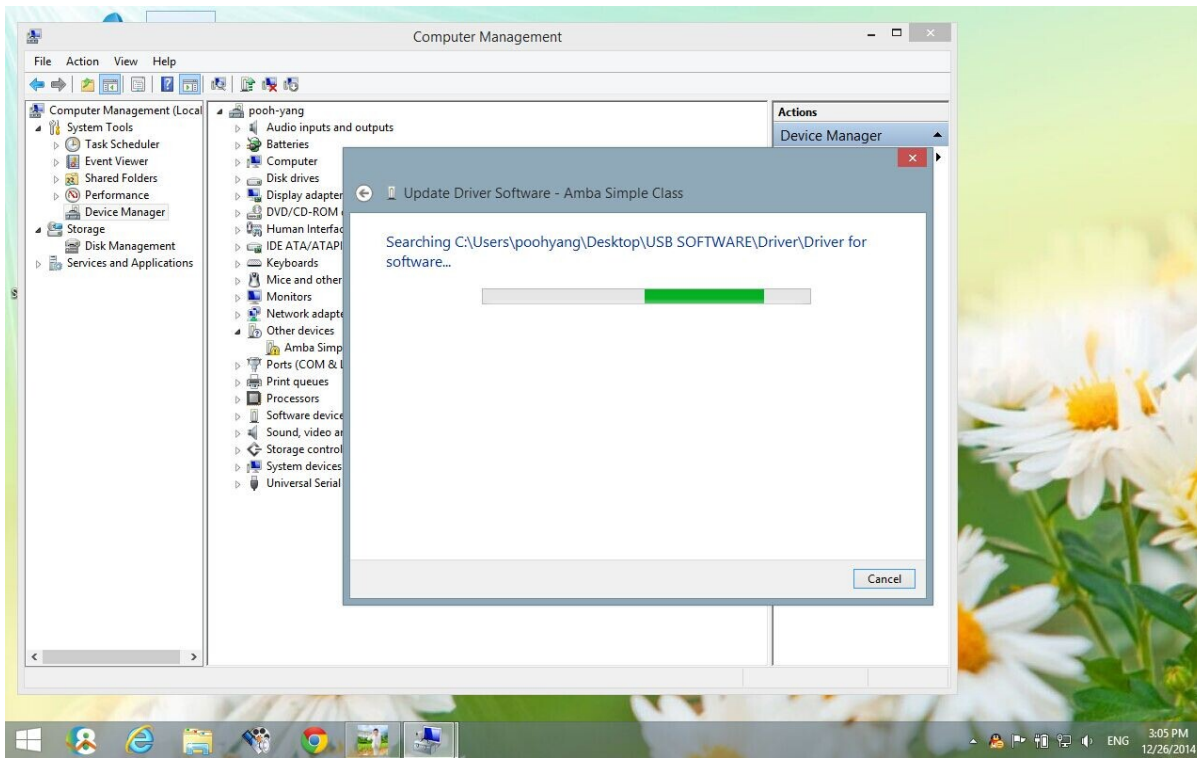 Computer Management
File Action View Help
Computer Management (Local
System Tools
Task Scheduler
Event Viewer
Shared Folders
Performance
Device Manager
Storage
Disk Management
Services and Applications
pooh-yang
Audio inputs and outputs
Batteries
Computer
Disk drives
Display adapter
DVD/CD-ROM
Human Interfac
IDE ATA/ATAPI
Keyboards
Mice and other
Monitors
Network adapte
Other devices
Amba Simp
Ports (COM & L
Print queues
Processors
Software device
Sound, video an
Storage control
System devices
Universal Serial
Actions
Device Manager
Update Driver Software - Amba Simple Class
Searching C:\Users\poohyang\Desktop\USB SOFTWARE\Driver\Driver for
software...
Cancel
ENG
3:05 PM
12/26/2014